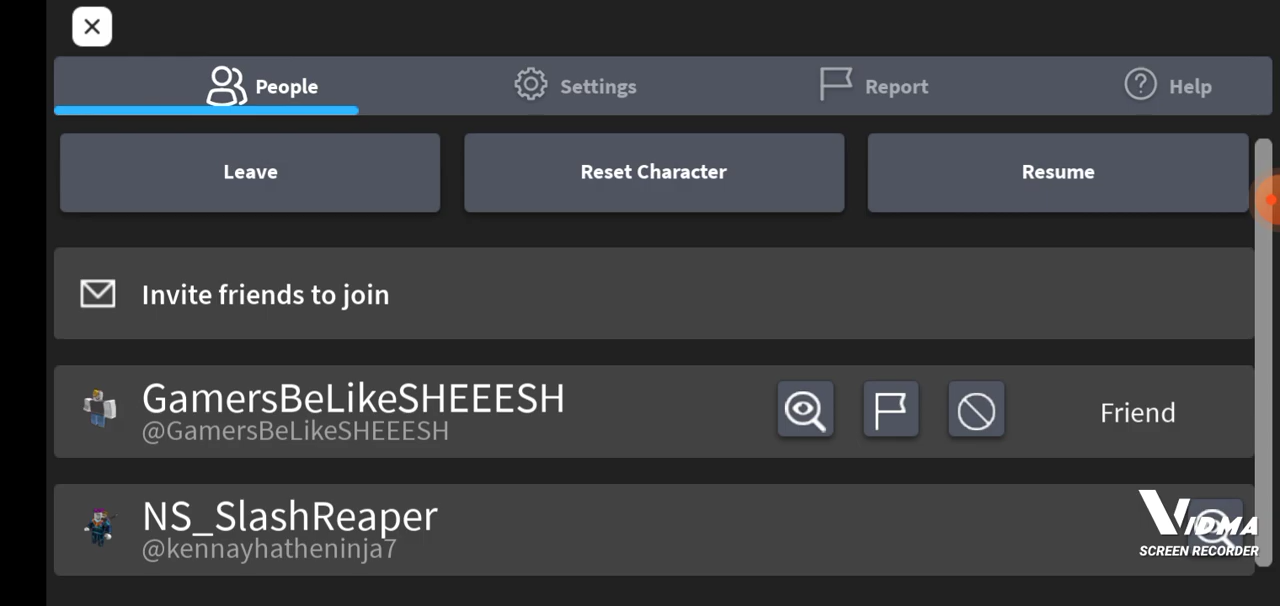 People
Settings
Report
Help
Leave
Reset Character
Resume
Invite friends to join
GamersBeLikeSHEEESH
@GamersBeLikeSHEEESH
Friend
NS_SlashReaper
@kennayhatheninja7
VIDMA
SCREEN RECORDER